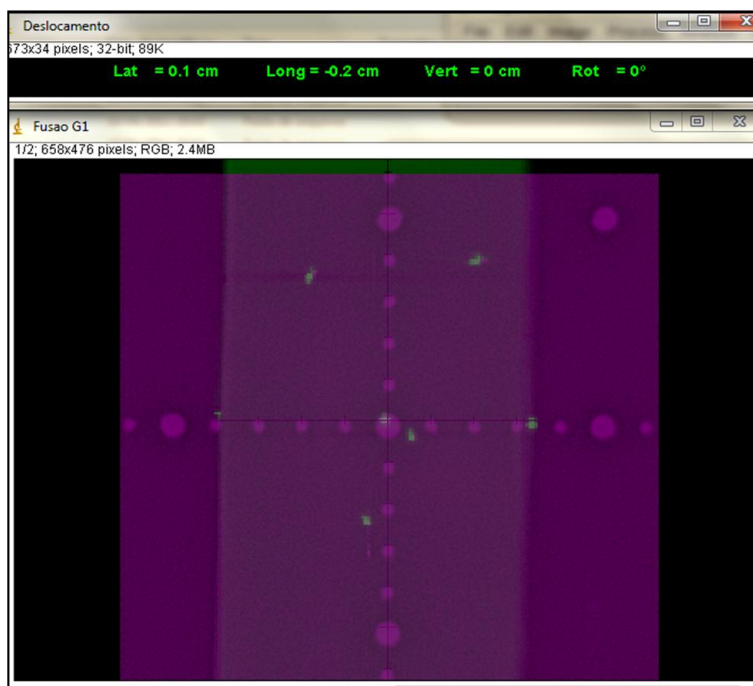 Deslocamento
673x34 pixels; 32-bit; 89K
Lat = 0.1 cm Long = -0.2 cm Vert = 0 cm Rot = 0°
Fusao G1
1/2; 658x476 pixels; RGB; 2.4MB